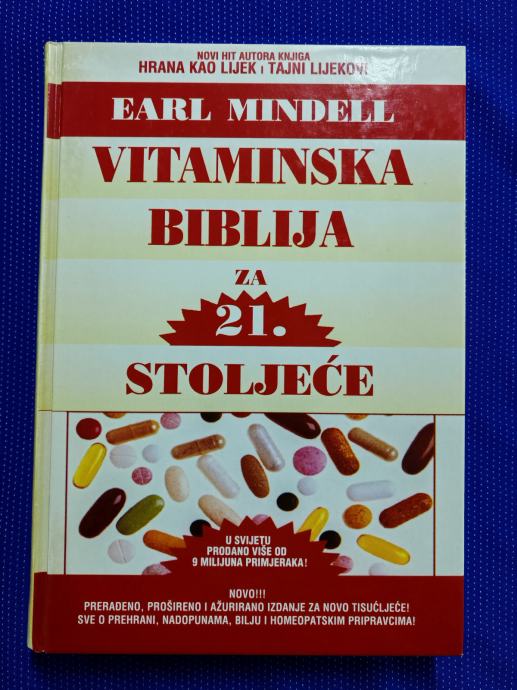 NOVI HIT AUTORA KNJIGA
HRANA KAO LIJEK I TAJNI LIJEKOVI
EARL MINDELL
VITAMINSKA
BIBLIJA
ZA
21.
STOLJEĆE
U SVIJETU
PRODANO VIŠE OD
9 MILIJUNA PRIMJERAKA!
NOVO!!!
PRERAĐENO, PROŠIRENO I AŽURIRANO IZDANJE ZA NOVO TISUĆLJEĆE!
SVE O PREHRANI, NADOPUNAMA, BILJU I HOMEOPATSKIM PRIPRAVCIMA!